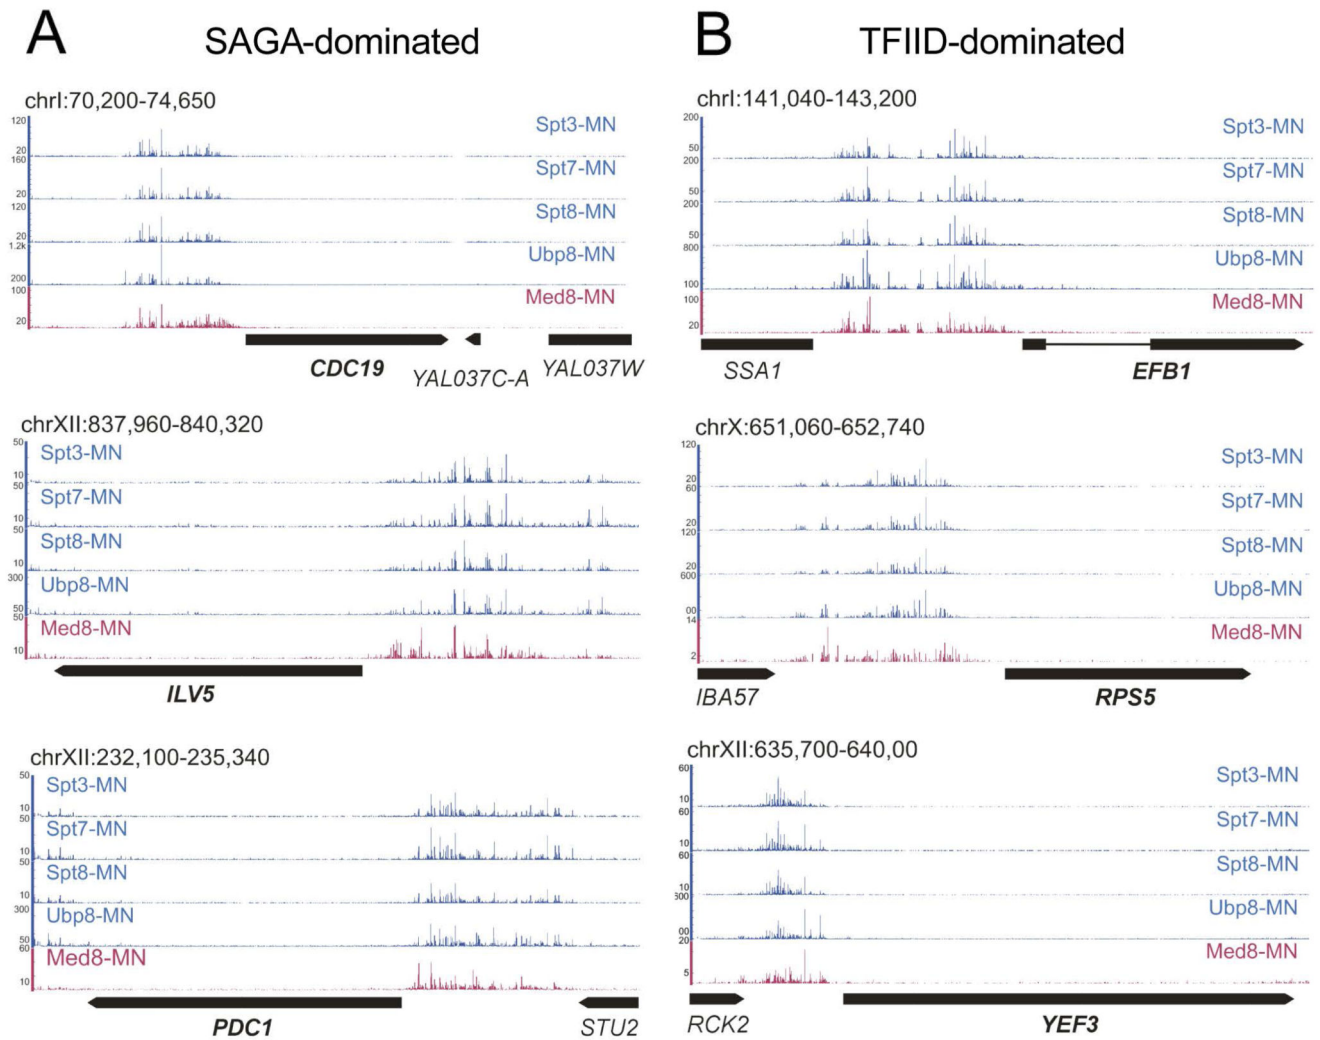 A
SAGA-dominated
chrI:70,200-74,650
120
20
Spt3-MN
160
20
Spt7-MN
120
20
Spt8-MN
1.2k
200
Ubp8-MN
100
20
Med8-MN
CDC19
YAL037C-A
YAL037W
chrXII:837,960-840,320
50
10
Spt3-MN
50
10
Spt7-MN
50
10
Spt8-MN
300
50
Ubp8-MN
50
10
Med8-MN
ILV5
chrXII:232,100-235,340
50
10
Spt3-MN
50
10
Spt7-MN
50
10
Spt8-MN
300
50
Ubp8-MN
60
10
Med8-MN
PDC1
STU2
B
TFIID-dominated
chrI:141,040-143,200
200
50
Spt3-MN
200
50
Spt7-MN
200
50
Spt8-MN
800
100
Ubp8-MN
100
20
Med8-MN
SSA1
EFB1
chrX:651,060-652,740
120
20
Spt3-MN
60
20
Spt7-MN
120
20
Spt8-MN
600
00
Ubp8-MN
14
2
Med8-MN
IBA57
RPS5
chrXII:635,700-640,00
60
10
Spt3-MN
60
10
Spt7-MN
60
10
Spt8-MN
00
Ubp8-MN
20
5
Med8-MN
RCK2
YEF3